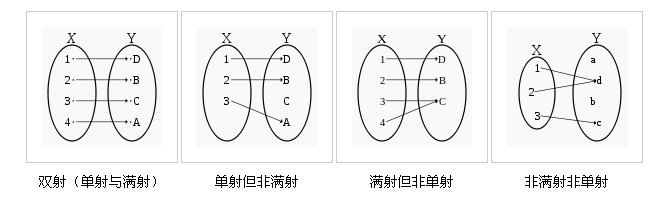 X Y
1 D
2 B
3 C
4 A
双射（单射与满射）
X Y
1 D
2 B
3 C
A
单射但非满射
X Y
1 D
2 B
3 C
4
满射但非单射
X Y
1 a
2 d
3 b
c
非满射非单射